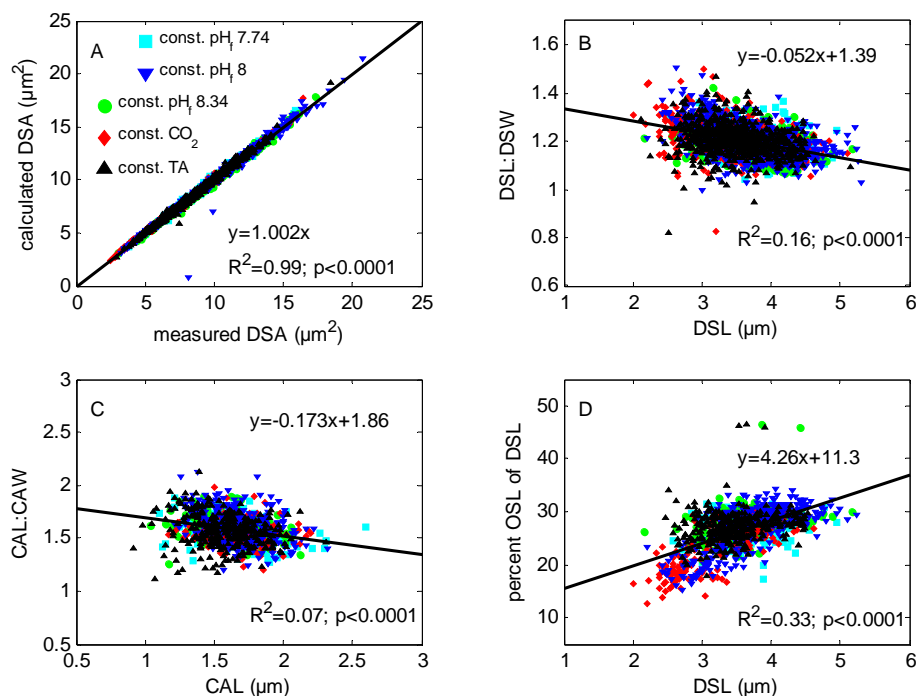 A
const. pHf 7.74
const. pHf 8
const. pHf 8.34
const. CO2
const. TA
y=1.002x
R2=0.99; p<0.0001
calculated DSA (µm2)
25
20
15
10
5
0
0 5 10 15 20 25
measured DSA (µm2)
B
y=-0.052x+1.39
R2=0.16; p<0.0001
DSL:DSW
1.6
1.4
1.2
1
0.8
0.6
1 2 3 4 5 6
DSL (µm)
C
y=-0.173x+1.86
R2=0.07; p<0.0001
CAL:CAW
3
2.5
2
1.5
1
0.5
0.5 1 1.5 2 2.5 3
CAL (µm)
D
y=4.26x+11.3
R2=0.33; p<0.0001
percent OSL of DSL
50
40
30
20
10
1 2 3 4 5 6
DSL (µm)